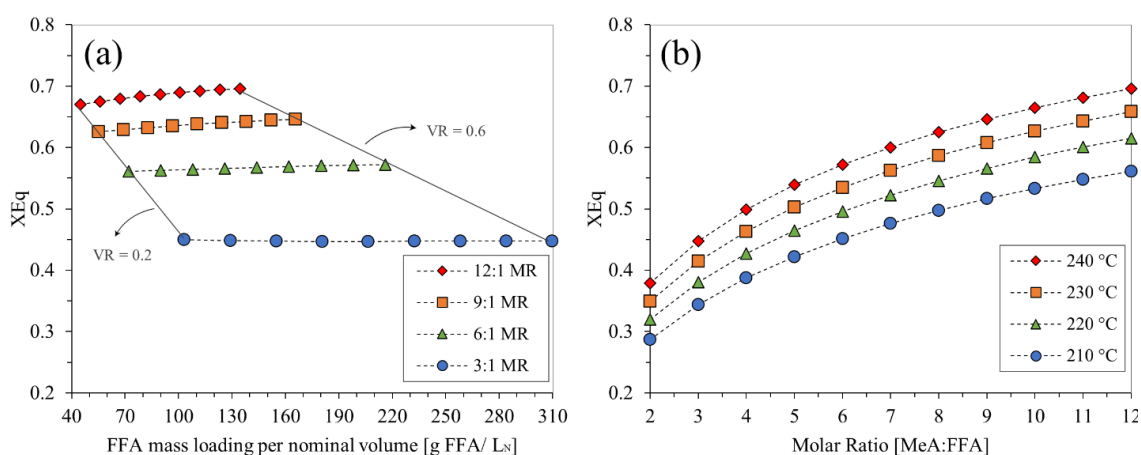 (a)
0.8
0.7
0.6
0.5
0.4
0.3
0.2
XEq
VR = 0.6
VR = 0.2
12:1 MR
9:1 MR
6:1 MR
3:1 MR
40 70 100 130 160 190 220 250 280 310
FFA mass loading per nominal volume [g FFA/ LN]
(b)
0.8
0.7
0.6
0.5
0.4
0.3
0.2
XEq
240 °C
230 °C
220 °C
210 °C
2 3 4 5 6 7 8 9 10 11 12
Molar Ratio [MeA:FFA]